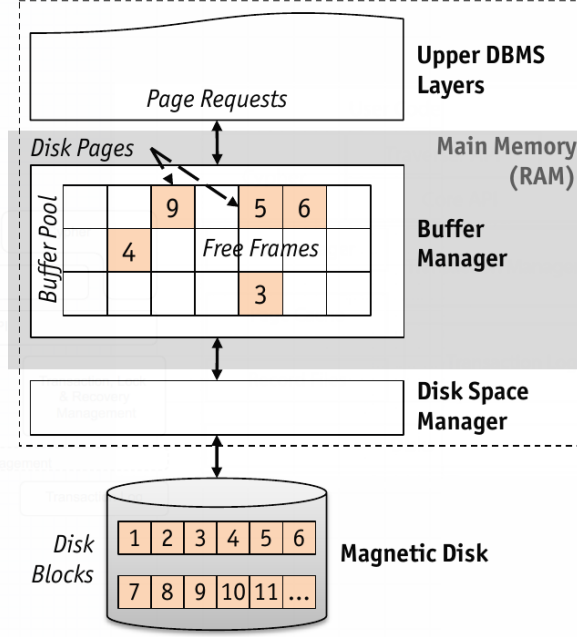 Upper DBMS
Layers
Page Requests
Disk Pages
Main Memory
(RAM)
Buffer Pool
9
5
6
4
Free Frames
3
Buffer
Manager
Disk Space
Manager
& Recovery
Management
Disk
Blocks
1 2 3 4 5 6
7 8 9 10 11 ...
Magnetic Disk